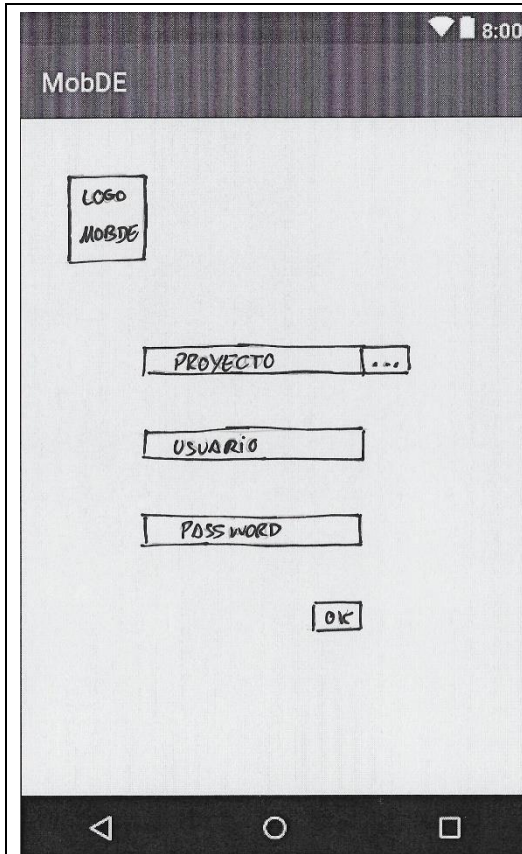 8:00
MobDE
LOGO
MOBDE
PROYECTO ...
USUARIO
PASSWORD
OK